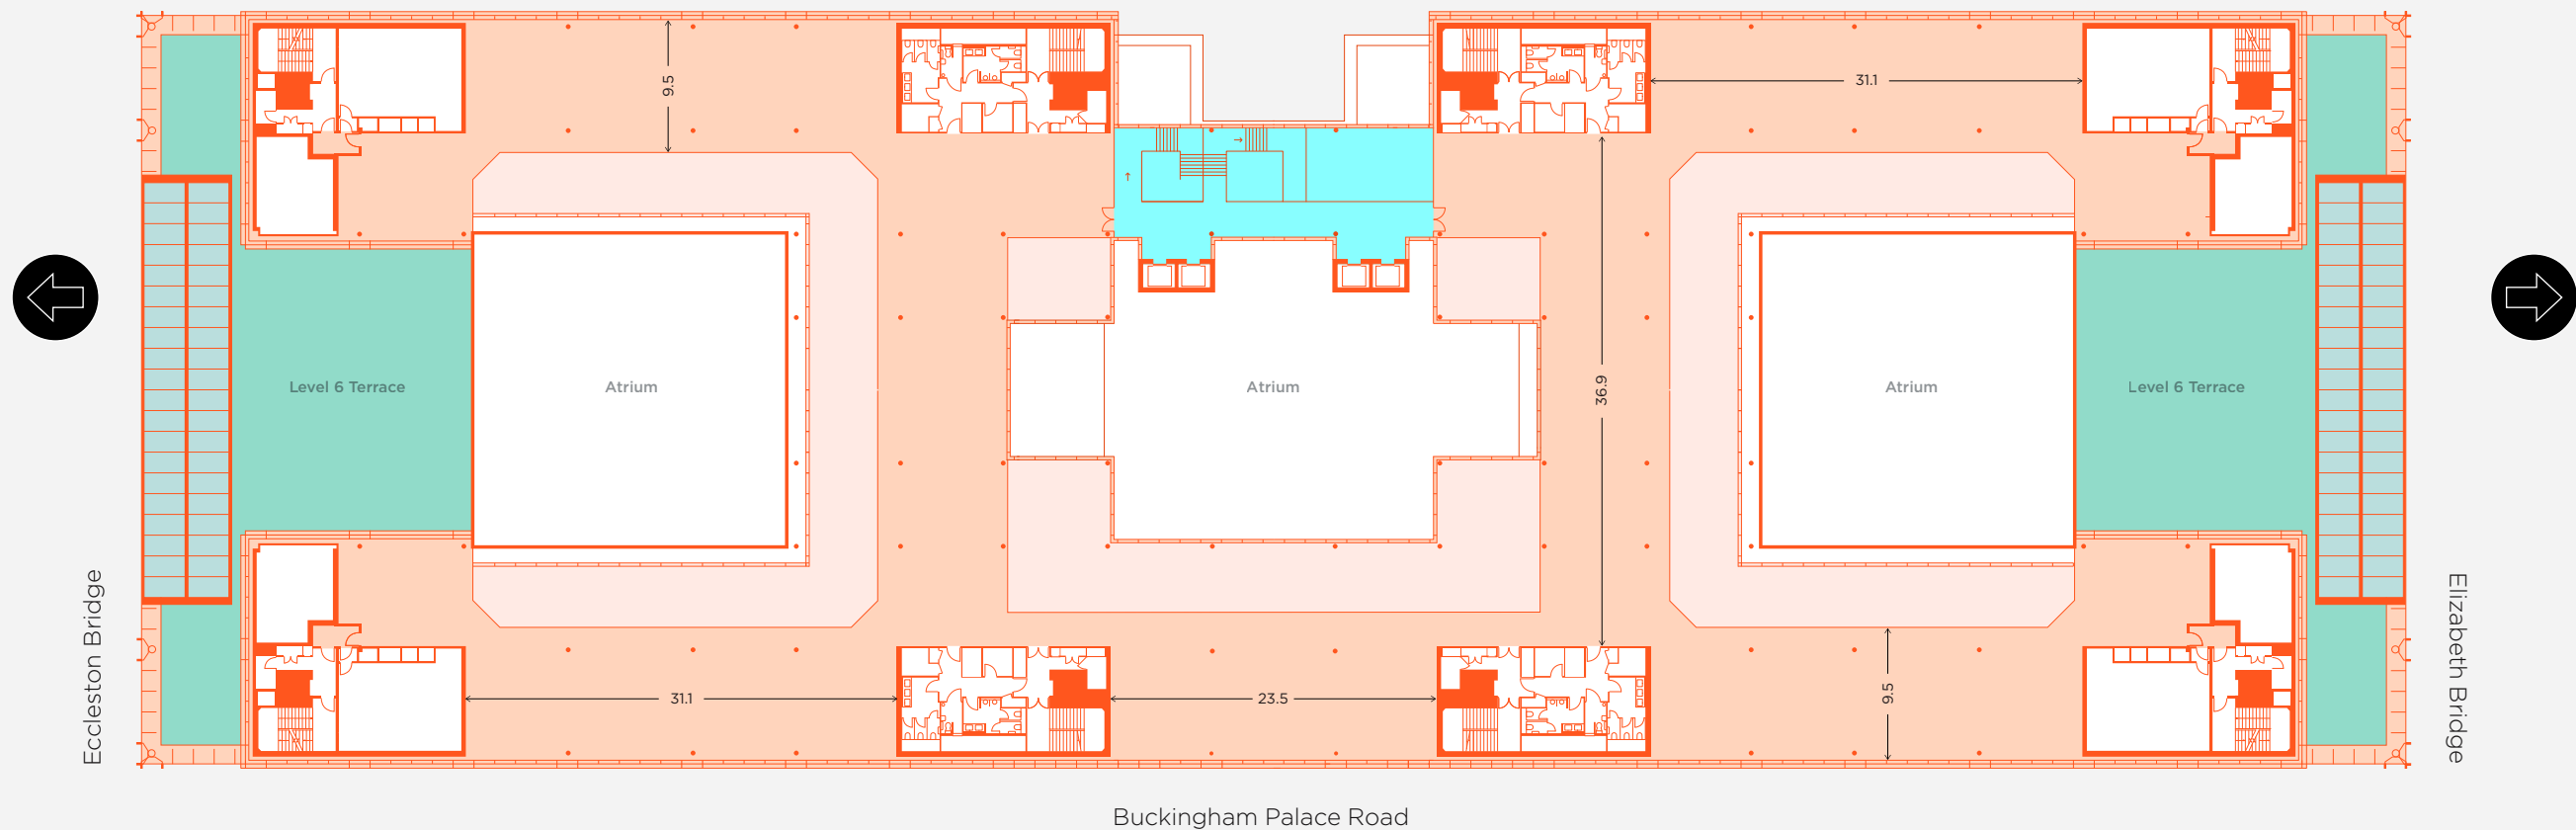 9.5
31.1
Level 6 Terrace
Atrium
Atrium
36.9
Atrium
Level 6 Terrace
Eccleston Bridge
31.1
23.5
9.5
Elizabeth Bridge
Buckingham Palace Road